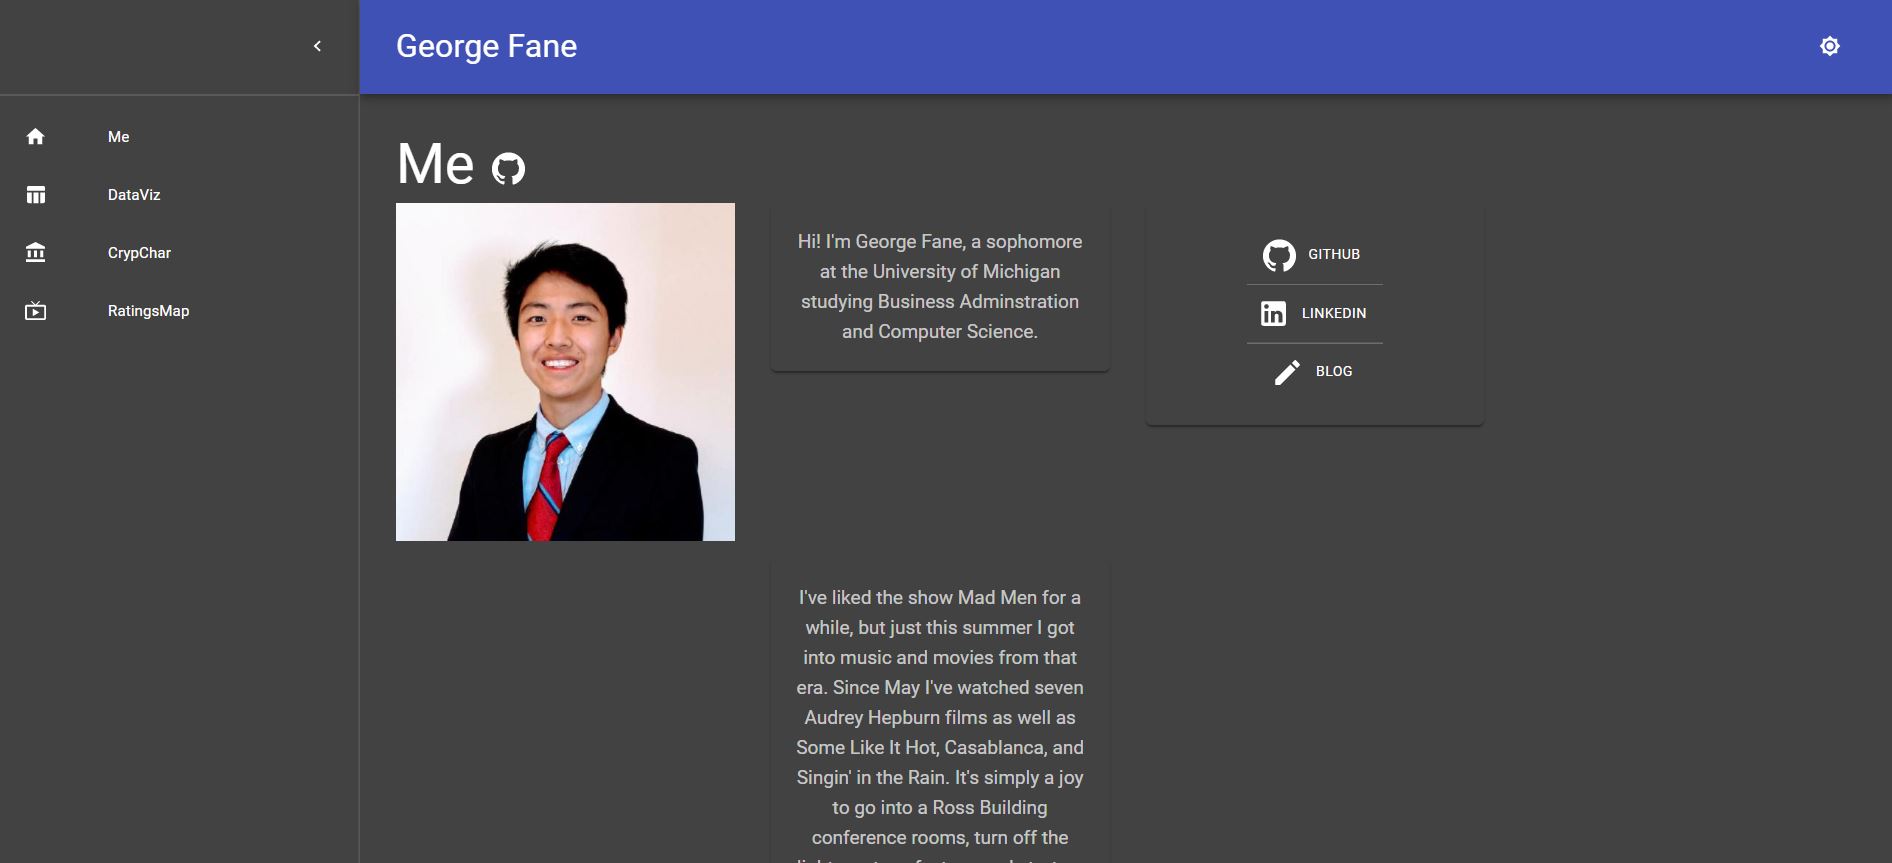 George Fane
Me
DataViz
CrypChar
RatingsMap
Me
Hi! I'm George Fane, a sophomore
at the University of Michigan
studying Business Adminstration
and Computer Science.
GITHUB
LINKEDIN
BLOG
I've liked the show Mad Men for a
while, but just this summer I got
into music and movies from that
era. Since May I've watched seven
Audrey Hepburn films as well as
Some Like It Hot, Casablanca, and
Singin' in the Rain. It's simply a joy
to go into a Ross Building
conference rooms, turn off the